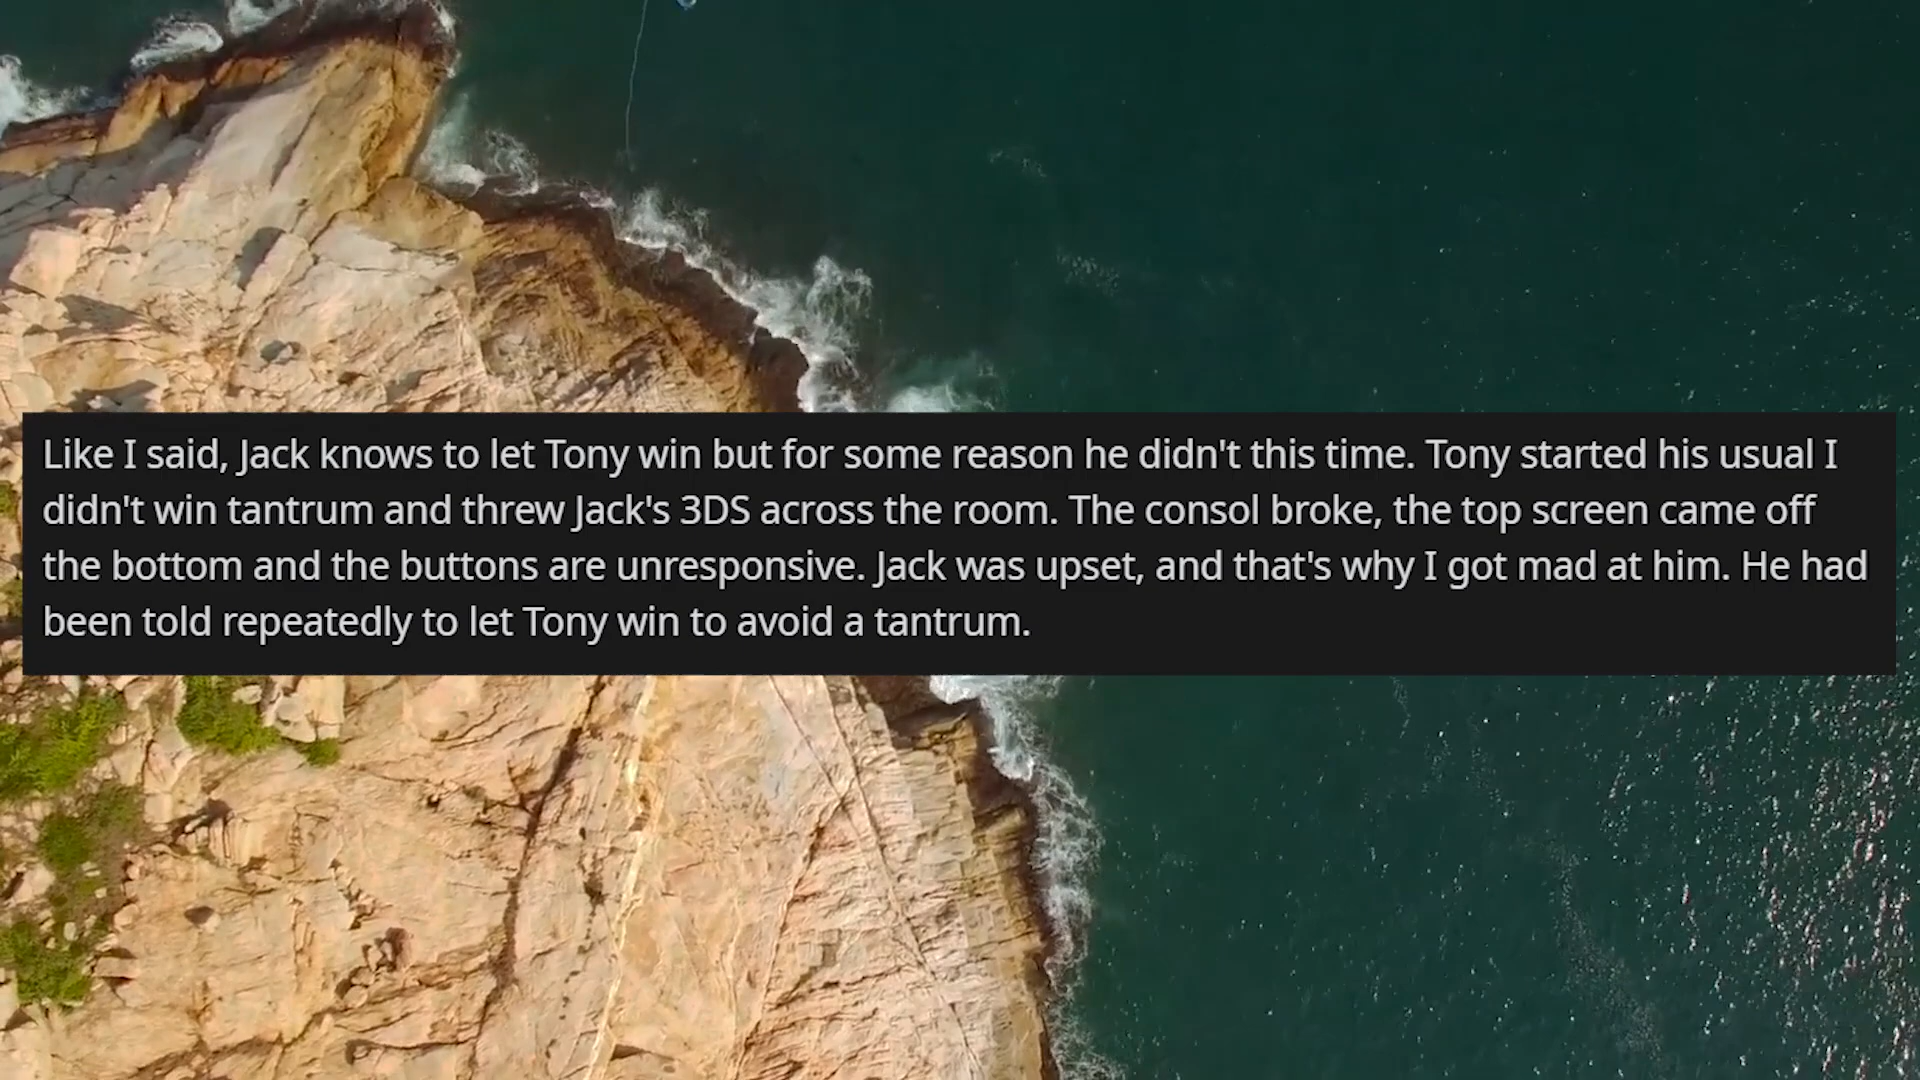 Like I said, Jack knows to let Tony win but for some reason he didn't this time. Tony started his usual I
didn't win tantrum and threw Jack's 3DS across the room. The consol broke, the top screen came off
the bottom and the buttons are unresponsive. Jack was upset, and that's why I got mad at him. He had
been told repeatedly to let Tony win to avoid a tantrum.